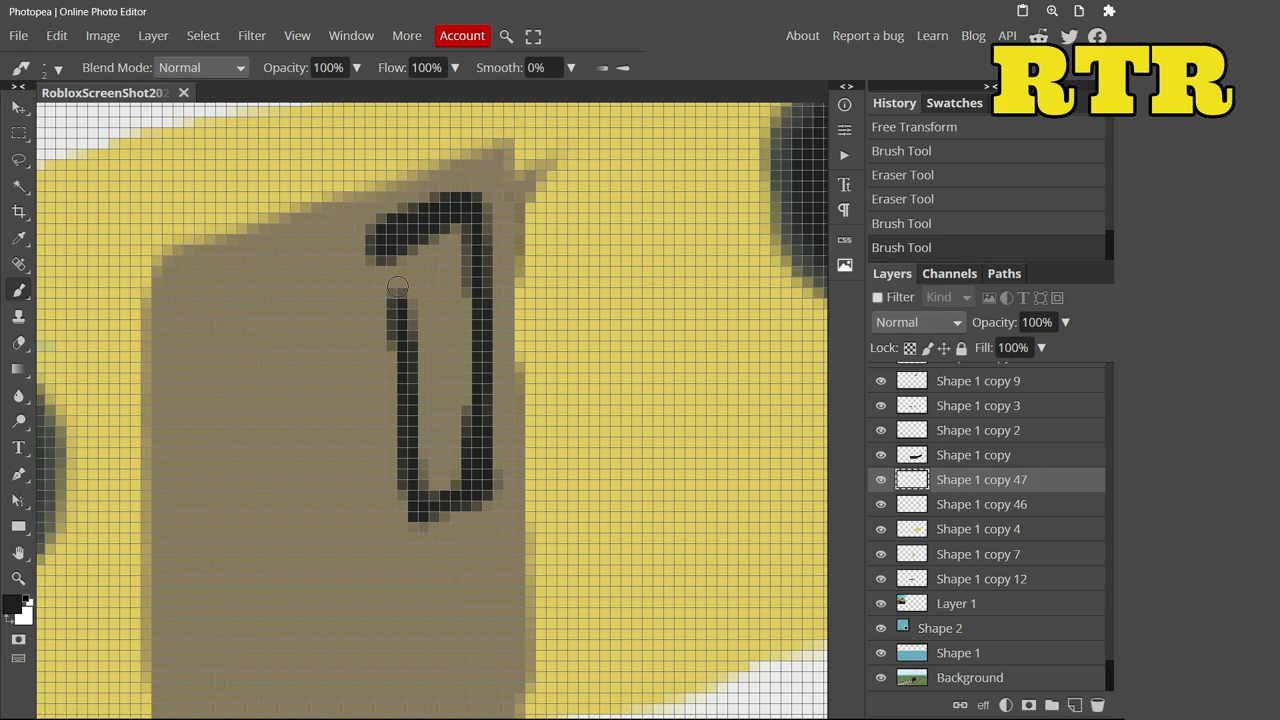 Photopea | Online Photo Editor
File Edit Image Layer Select Filter View Window More Account
About Report a bug Learn Blog API
2 Blend Mode: Normal Opacity: 100% Flow: 100% Smooth: 0%
RTR
RobloxScreenShot202
History Swatches
Free Transform
Brush Tool
Eraser Tool
Eraser Tool
Brush Tool
Brush Tool
CSS
Layers Channels Paths
Filter Kind
Normal Opacity: 100%
Lock: Fill: 100%
Shape 1 copy 9
Shape 1 copy 3
Shape 1 copy 2
Shape 1 copy
Shape 1 copy 47
Shape 1 copy 46
Shape 1 copy 4
Shape 1 copy 7
Shape 1 copy 12
Layer 1
Shape 2
Shape 1
Background
eff